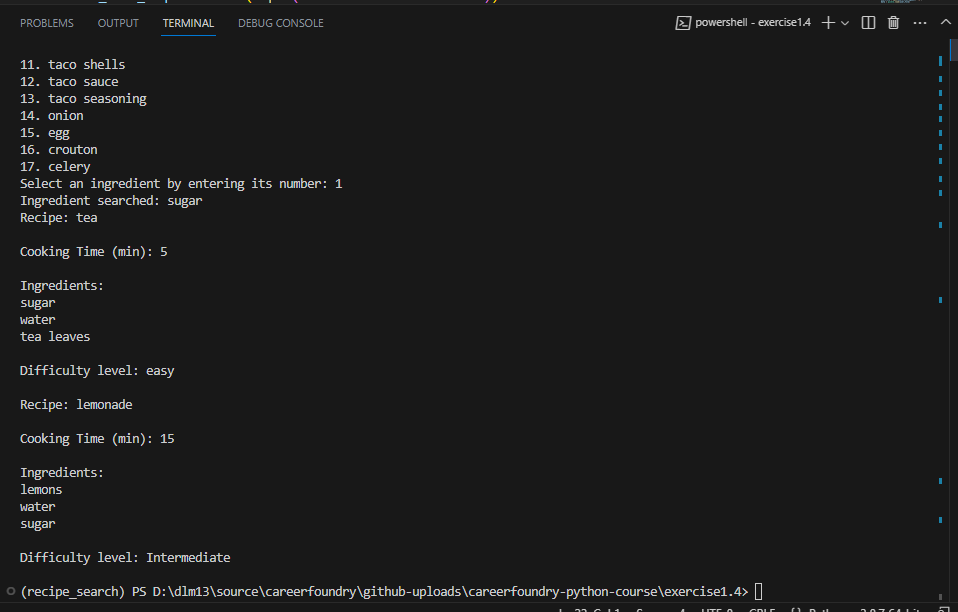 PROBLEMS OUTPUT TERMINAL DEBUG CONSOLE powershell - exercise1.4
11. taco shells
12. taco sauce
13. taco seasoning
14. onion
15. egg
16. crouton
17. celery
Select an ingredient by entering its number: 1
Ingredient searched: sugar
Recipe: tea
Cooking Time (min): 5
Ingredients:
sugar
water
tea leaves
Difficulty level: easy
Recipe: lemonade
Cooking Time (min): 15
Ingredients:
lemons
water
sugar
Difficulty level: Intermediate
(recipe_search) PS D:\dlm13\source\careerfoundry\github-uploads\careerfoundry-python-course\exercise1.4>